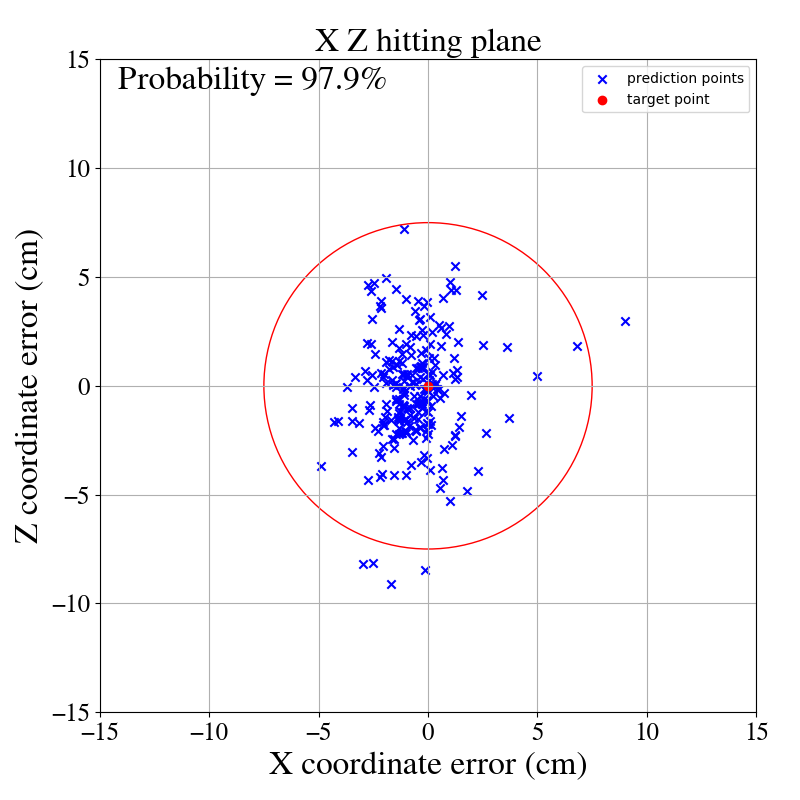 X Z hitting plane
Probability = 97.9%
prediction points
target point
Z coordinate error (cm)
15
10
5
0
−5
−10
−15
−15 −10 −5 0 5 10 15
X coordinate error (cm)